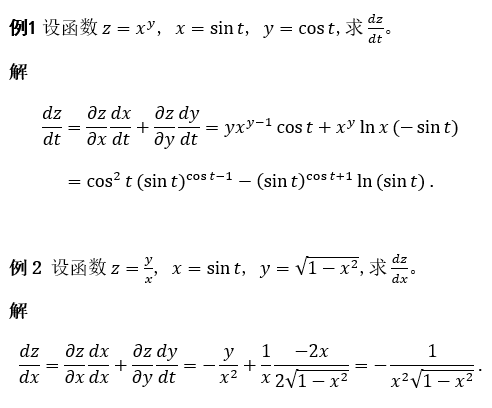 例1 设函数 z = x^y, x = sin t, y = cos t, 求 dz/dt。
解
dz/dt = ∂z/∂x dx/dt + ∂z/∂y dy/dt = yx^{y−1} cos t + x^y ln x (− sin t)
= cos² t (sin t)^{cos t−1} − (sin t)^{cos t+1} ln (sin t) .
例 2 设函数 z = y/x, x = sin t, y = √(1 − x²), 求 dz/dx。
解
dz/dx = ∂z/∂x dx/dx + ∂z/∂y dy/dt = − y/x² + 1/x −2x/(2√(1 − x²)) = − 1/(x²√(1 − x²)) .